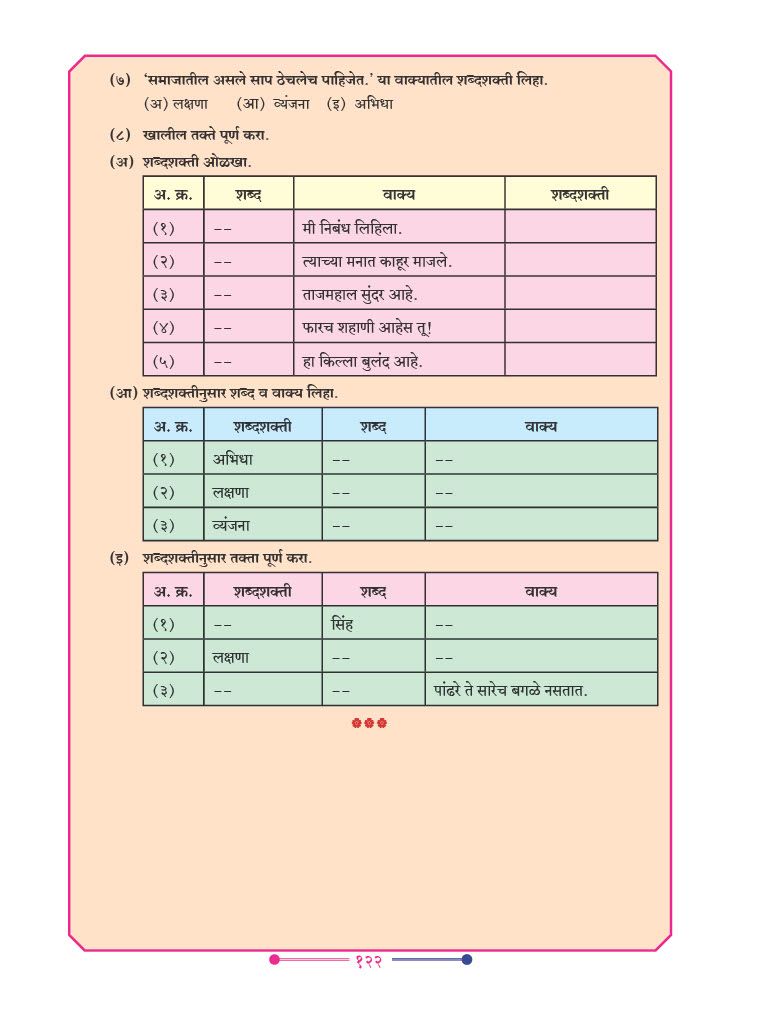 (७) ‘समाजातील असले साप ठेचलेच पाहिजेत.’ या वाक्यातील शब्दशक्ती लिहा.
(अ) लक्षणा (आ) व्यंजना (इ) अभिधा
(८) खालील तक्ते पूर्ण करा.
(अ) शब्दशक्ती ओळखा.
अ. क्र. शब्द वाक्य शब्दशक्ती
(१) -- मी निबंध लिहिला.
(२) -- त्याच्या मनात काहूर माजले.
(३) -- ताजमहाल सुंदर आहे.
(४) -- फारच शहाणी आहेस तू!
(५) -- हा किल्ला बुलंद आहे.
(आ) शब्दशक्तीनुसार शब्द व वाक्य लिहा.
अ. क्र. शब्दशक्ती शब्द वाक्य
(१) अभिधा -- --
(२) लक्षणा -- --
(३) व्यंजना -- --
(इ) शब्दशक्तीनुसार तक्ता पूर्ण करा.
अ. क्र. शब्दशक्ती शब्द वाक्य
(१) -- सिंह --
(२) लक्षणा -- --
(३) -- -- पांढरे ते सारेच बगळे नसतात.
१२२